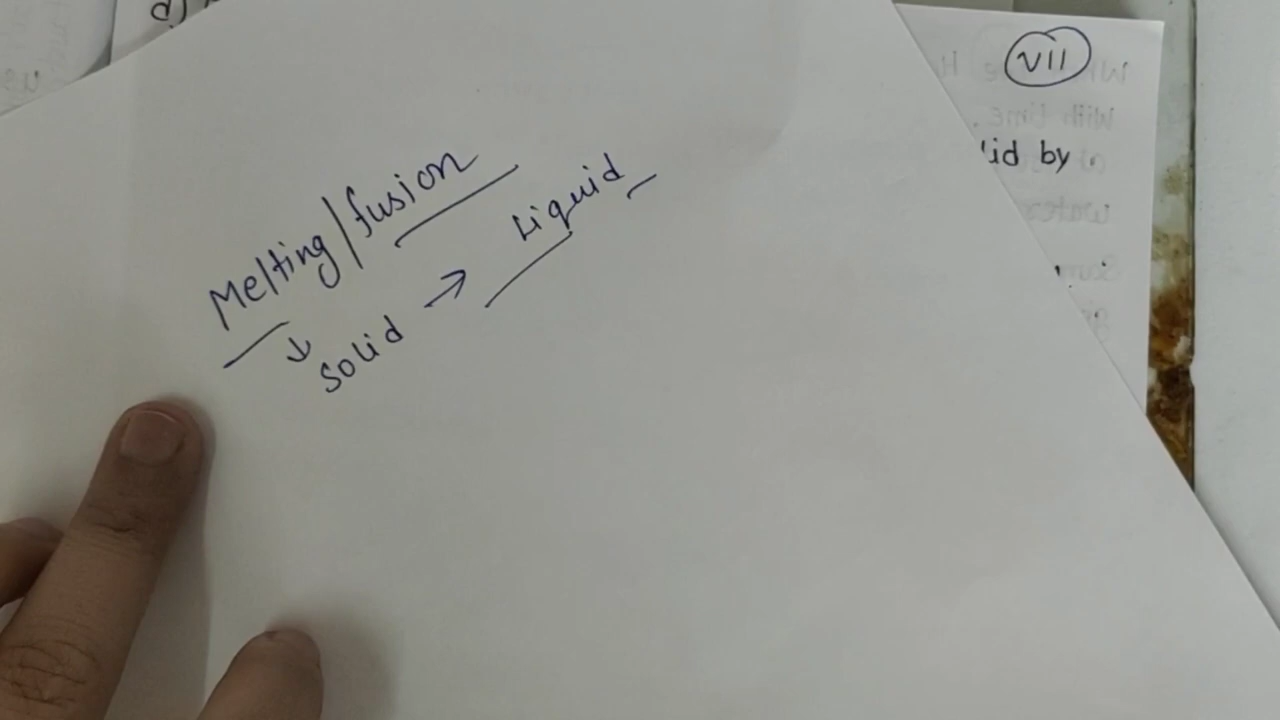 d)
VII
lid by
Melting/fusion
↓
Solid → Liquid